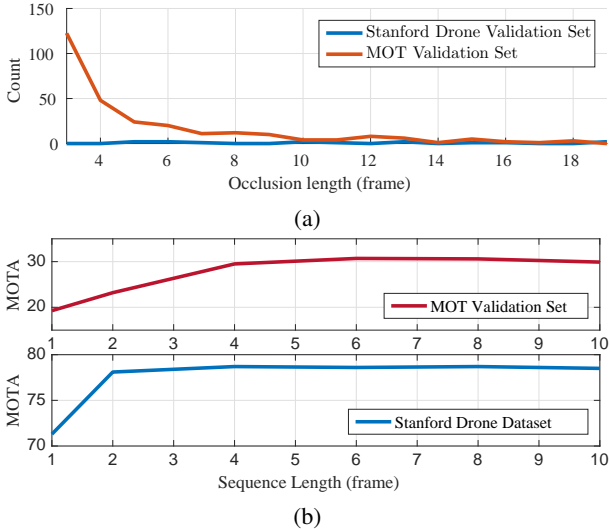 150
100
50
0
Count
Stanford Drone Validation Set
MOT Validation Set
4 6 8 10 12 14 16 18
Occlusion length (frame)
(a)
30
20
MOTA
MOT Validation Set
1 2 3 4 5 6 7 8 9 10
80
75
70
MOTA
Stanford Drone Dataset
1 2 3 4 5 6 7 8 9 10
Sequence Length (frame)
(b)